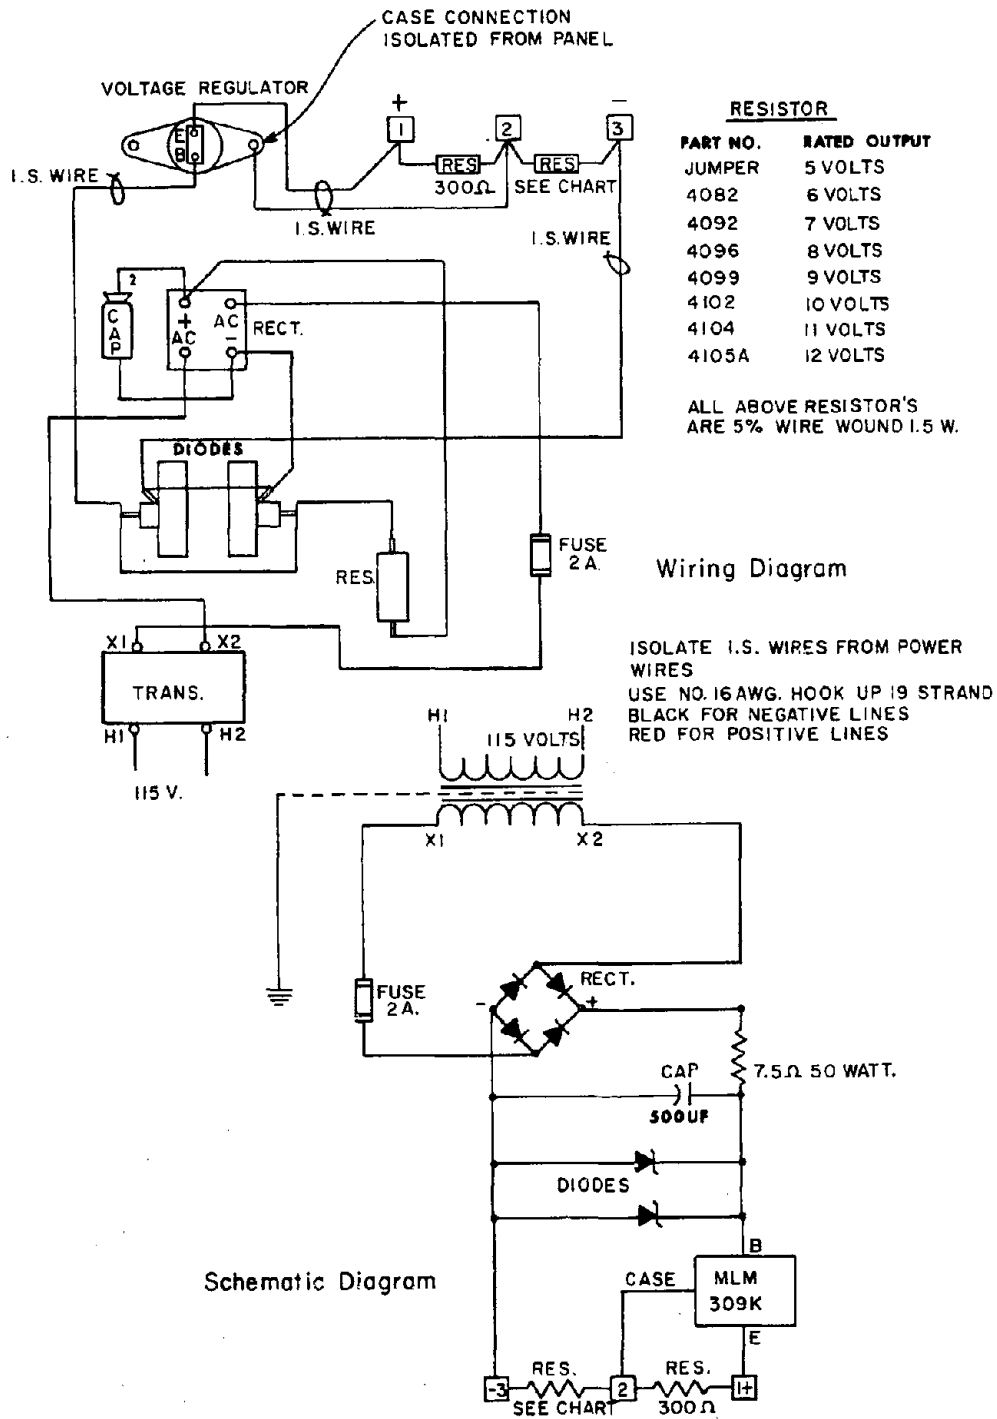 CASE CONNECTION
ISOLATED FROM PANEL
VOLTAGE REGULATOR
E
B
I.S. WIRE
I.S. WIRE
+
1
2
−
3
RES
300Ω
RES
SEE CHART
I.S. WIRE
RESISTOR
PART NO. RATED OUTPUT
JUMPER 5 VOLTS
4082 6 VOLTS
4092 7 VOLTS
4096 8 VOLTS
4099 9 VOLTS
4102 10 VOLTS
4104 11 VOLTS
4105A 12 VOLTS
ALL ABOVE RESISTOR'S
ARE 5% WIRE WOUND 1.5 W.
2
CAP
+
AC
AC
−
RECT.
DIODES
RES.
FUSE
2 A.
Wiring Diagram
X1
X2
TRANS.
H1
H2
115 V.
ISOLATE I.S. WIRES FROM POWER
WIRES
USE NO. 16 AWG. HOOK UP 19 STRAND
BLACK FOR NEGATIVE LINES
RED FOR POSITIVE LINES
H1
H2
115 VOLTS
X1
X2
FUSE
2 A.
RECT.
−
+
7.5Ω 50 WATT.
CAP
500UF
DIODES
Schematic Diagram
B
CASE
MLM
309K
E
RES.
RES.
-3
2
1+
SEE CHART
300Ω